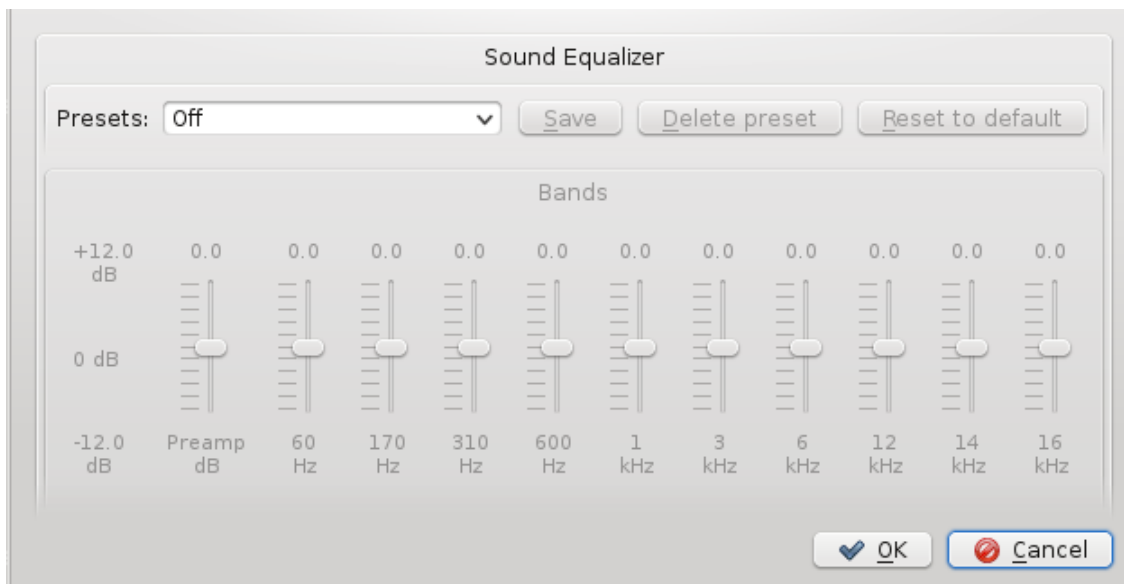 Sound Equalizer
Presets: Off Save Delete preset Reset to default
Bands
+12.0 0.0 0.0 0.0 0.0 0.0 0.0 0.0 0.0 0.0 0.0 0.0
dB
0 dB
-12.0 Preamp 60 170 310 600 1 3 6 12 14 16
dB dB Hz Hz Hz Hz kHz kHz kHz kHz kHz kHz
OK Cancel